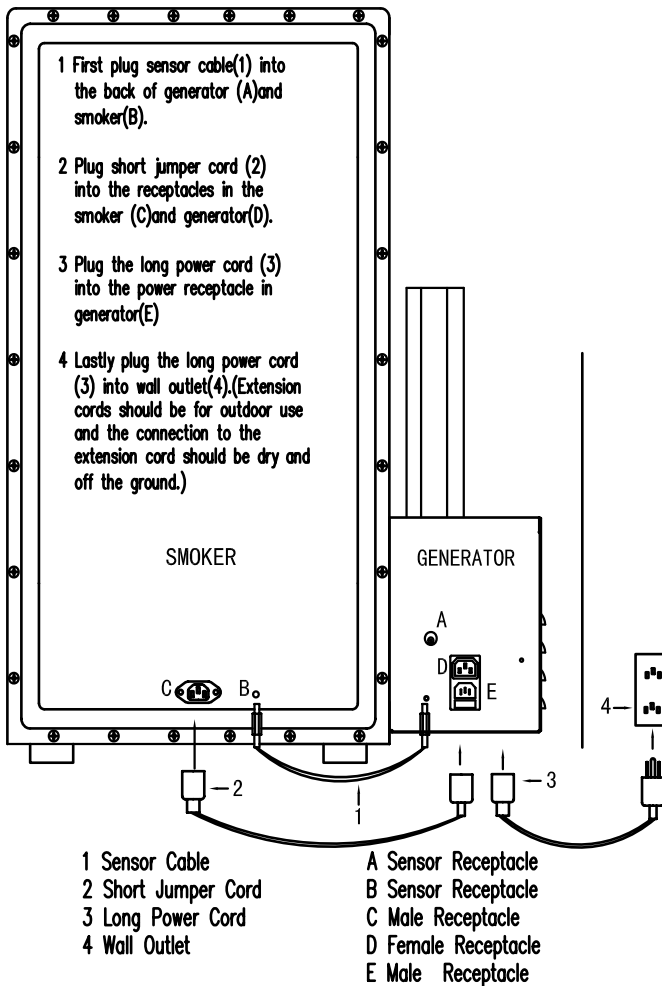 1 First plug sensor cable(1) into
the back of generator (A)and
smoker(B).
2 Plug short jumper cord (2)
into the receptacles in the
smoker (C)and generator(D).
3 Plug the long power cord (3)
into the power receptacle in
generator(E)
4 Lastly plug the long power cord
(3) into wall outlet(4).(Extension
cords should be for outdoor use
and the connection to the
extension cord should be dry and
off the ground.)
SMOKER
GENERATOR
A
D
E
C
B
4
2
1
3
1 Sensor Cable
2 Short Jumper Cord
3 Long Power Cord
4 Wall Outlet
A Sensor Receptacle
B Sensor Receptacle
C Male Receptacle
D Female Receptacle
E Male Receptacle